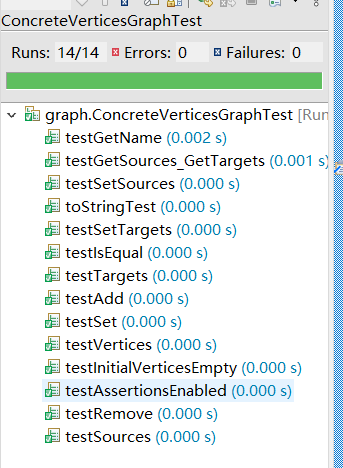 ConcreteVerticesGraphTest
Runs: 14/14 Errors: 0 Failures: 0
graph.ConcreteVerticesGraphTest [Run
testGetName (0.002 s)
testGetSources_GetTargets (0.001 s)
testSetSources (0.000 s)
toStringTest (0.000 s)
testSetTargets (0.000 s)
testIsEqual (0.000 s)
testTargets (0.000 s)
testAdd (0.000 s)
testSet (0.000 s)
testVertices (0.000 s)
testInitialVerticesEmpty (0.000 s)
testAssertionsEnabled (0.000 s)
testRemove (0.000 s)
testSources (0.000 s)